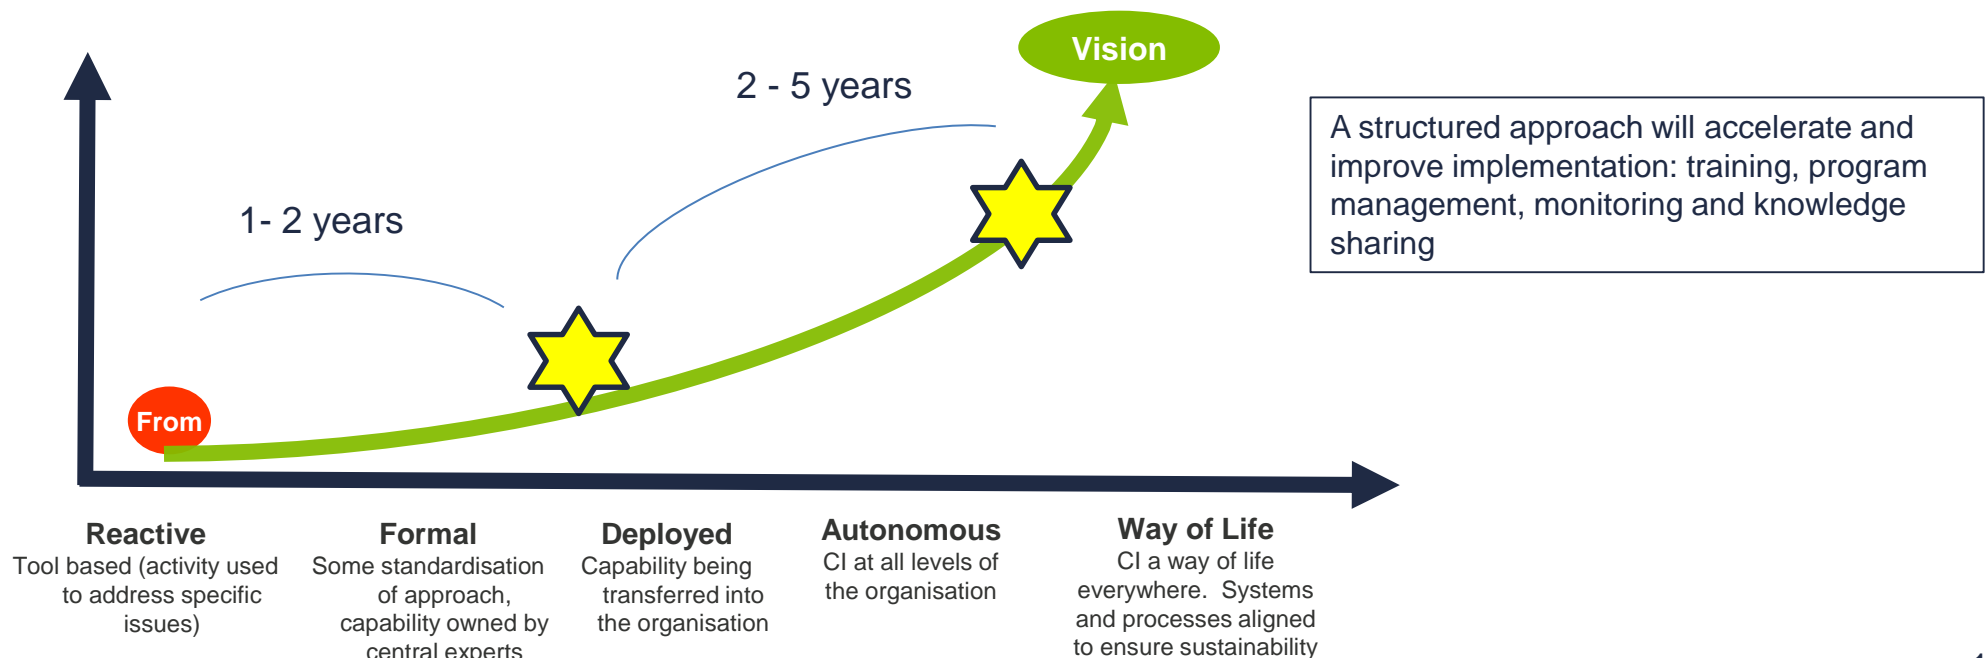 Vision
2 - 5 years
A structured approach will accelerate and
improve implementation: training, program
management, monitoring and knowledge
sharing
1- 2 years
From
Reactive
Tool based (activity used
to address specific
issues)
Formal
Some standardisation
of approach,
capability owned by
central experts
Deployed
Capability being
transferred into
the organisation
Autonomous
CI at all levels of
the organisation
Way of Life
CI a way of life
everywhere.  Systems
and processes aligned
to ensure sustainability